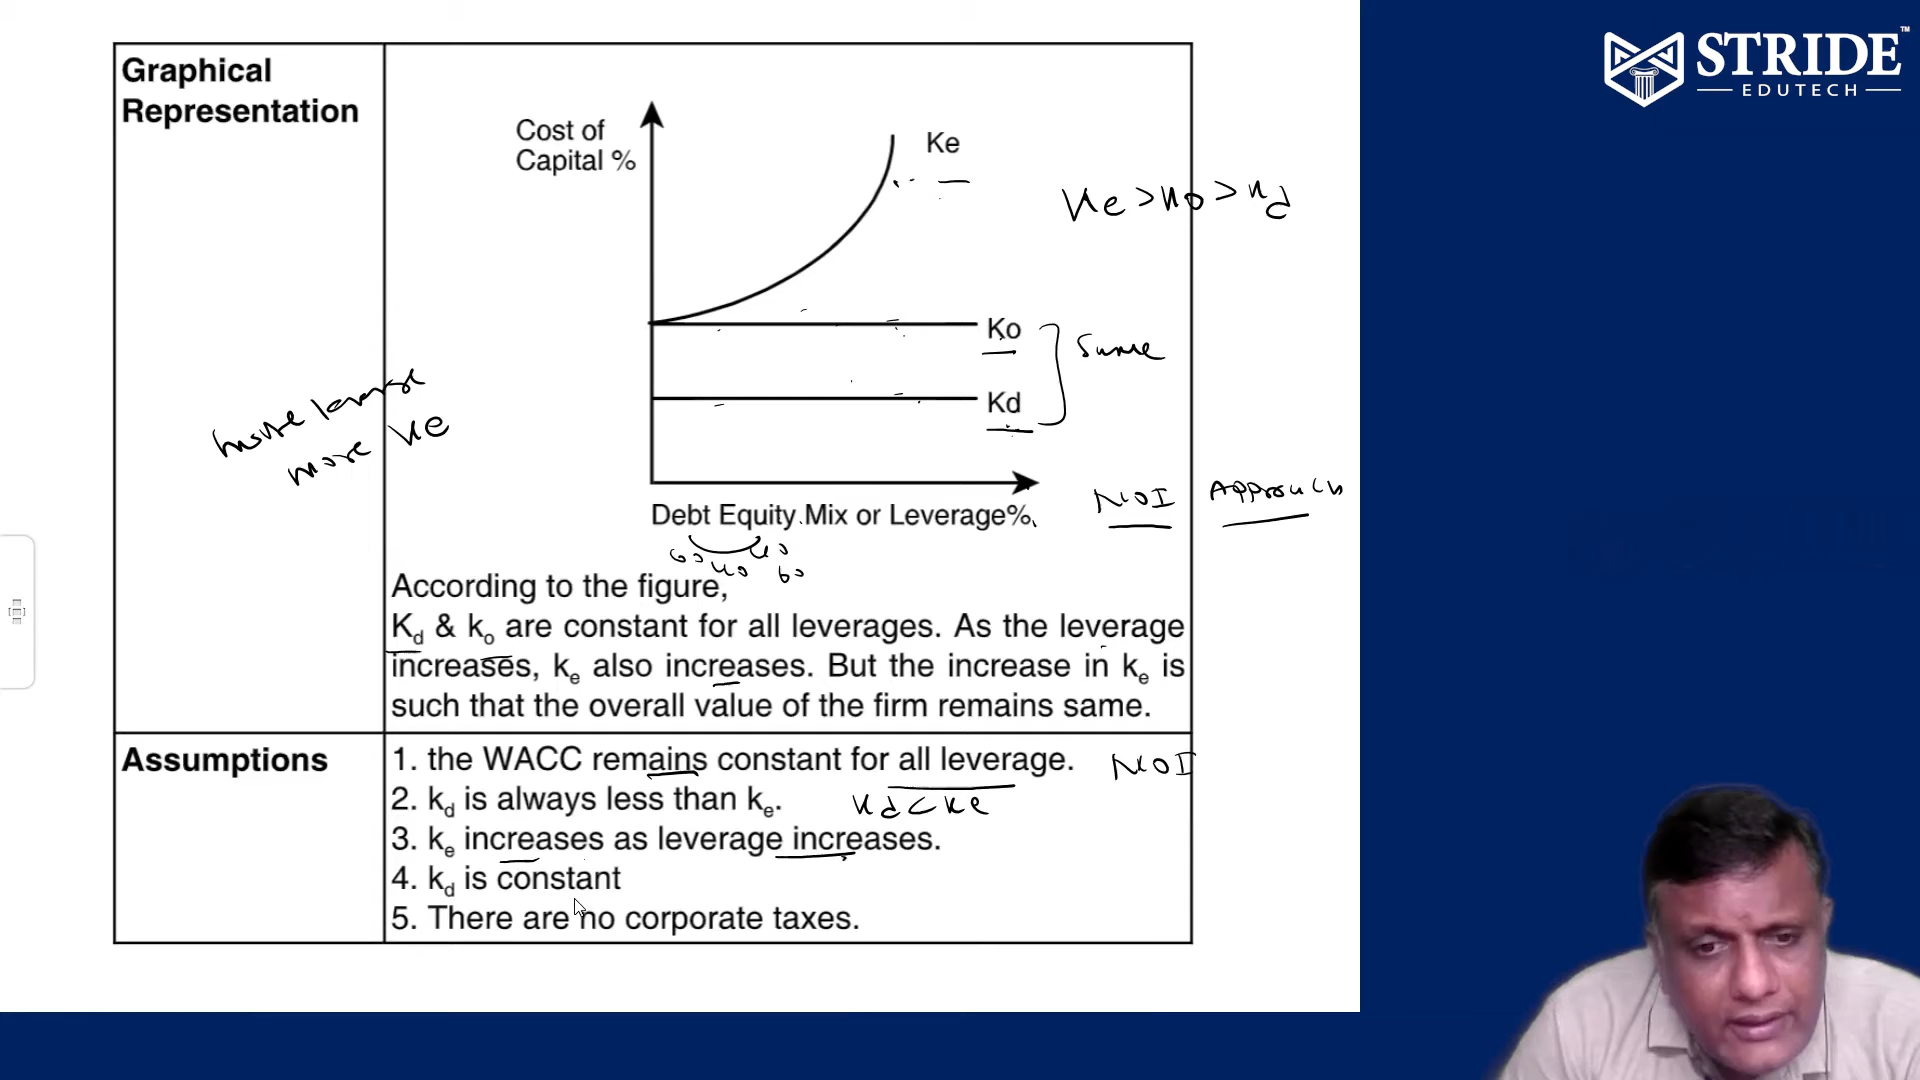 STRIDE™
EDUTECH
Graphical
Representation
Cost of
Capital %
Ke
Ke > Ko > Kd
Ko
Same
Kd
more leverage
more Ke
NOI Approach
Debt Equity Mix or Leverage%
60 40
40 60
According to the figure,
Kd & ko are constant for all leverages. As the leverage
increases, ke also increases. But the increase in ke is
such that the overall value of the firm remains same.
Assumptions
1. the WACC remains constant for all leverage. NOI
2. kd is always less than ke. Kd < Ke
3. ke increases as leverage increases.
4. kd is constant
5. There are no corporate taxes.